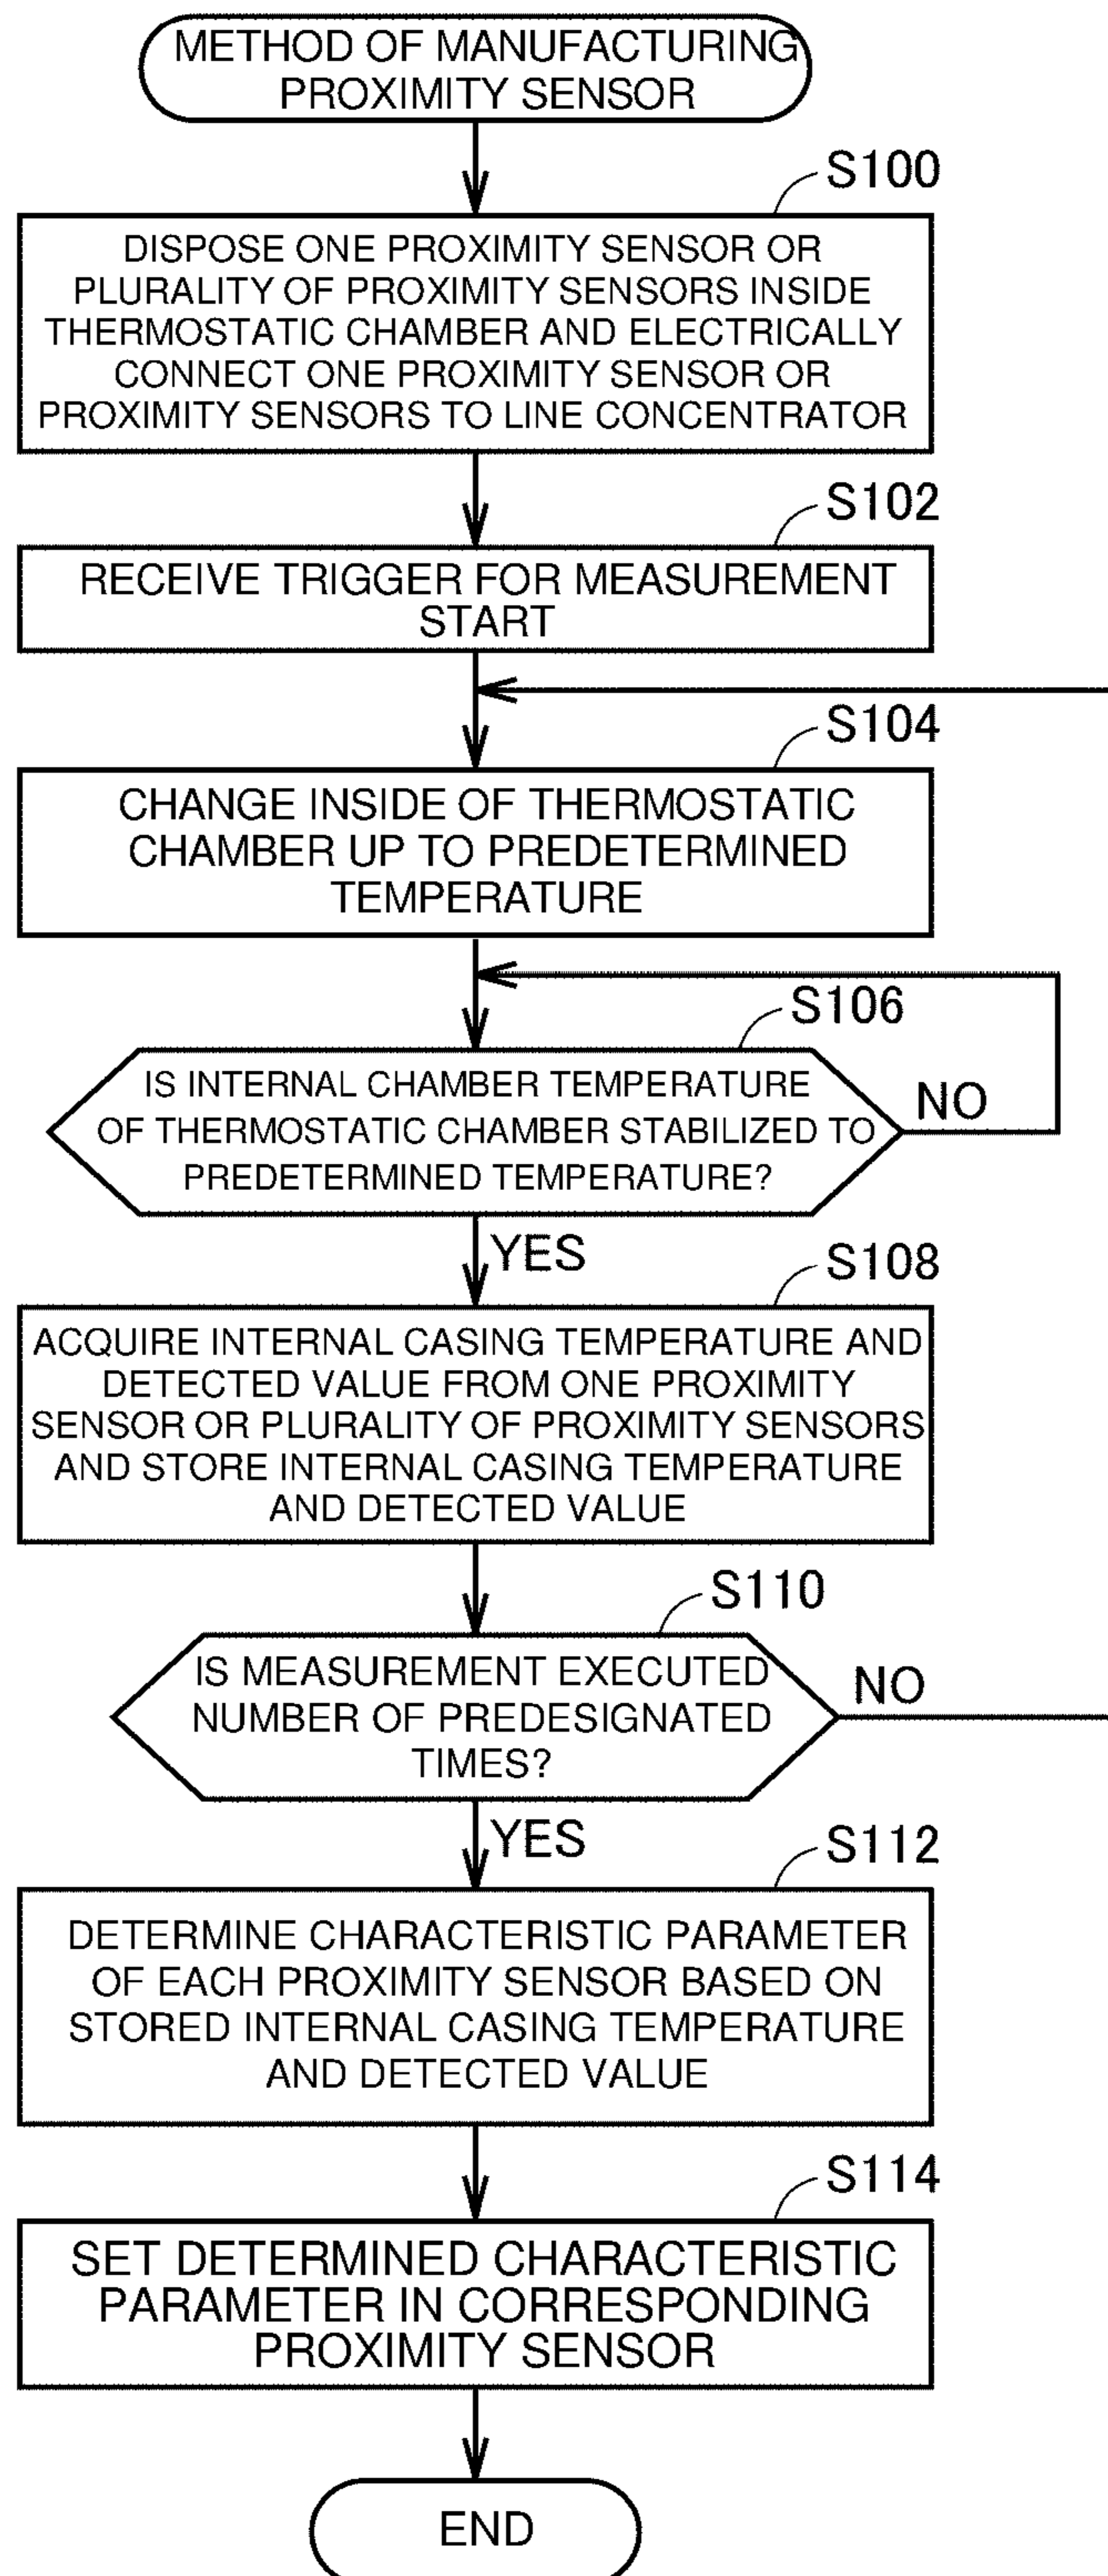 METHOD OF MANUFACTURING
PROXIMITY SENSOR
S100
DISPOSE ONE PROXIMITY SENSOR OR
PLURALITY OF PROXIMITY SENSORS INSIDE
THERMOSTATIC CHAMBER AND ELECTRICALLY
CONNECT ONE PROXIMITY SENSOR OR
PROXIMITY SENSORS TO LINE CONCENTRATOR
S102
RECEIVE TRIGGER FOR MEASUREMENT
START
S104
CHANGE INSIDE OF THERMOSTATIC
CHAMBER UP TO PREDETERMINED
TEMPERATURE
S106
IS INTERNAL CHAMBER TEMPERATURE
OF THERMOSTATIC CHAMBER STABILIZED TO
PREDETERMINED TEMPERATURE?
NO
YES
S108
ACQUIRE INTERNAL CASING TEMPERATURE AND
DETECTED VALUE FROM ONE PROXIMITY
SENSOR OR PLURALITY OF PROXIMITY SENSORS
AND STORE INTERNAL CASING TEMPERATURE
AND DETECTED VALUE
S110
IS MEASUREMENT EXECUTED
NUMBER OF PREDESIGNATED
TIMES?
NO
YES
S112
DETERMINE CHARACTERISTIC PARAMETER
OF EACH PROXIMITY SENSOR BASED ON
STORED INTERNAL CASING TEMPERATURE
AND DETECTED VALUE
S114
SET DETERMINED CHARACTERISTIC
PARAMETER IN CORRESPONDING
PROXIMITY SENSOR
END